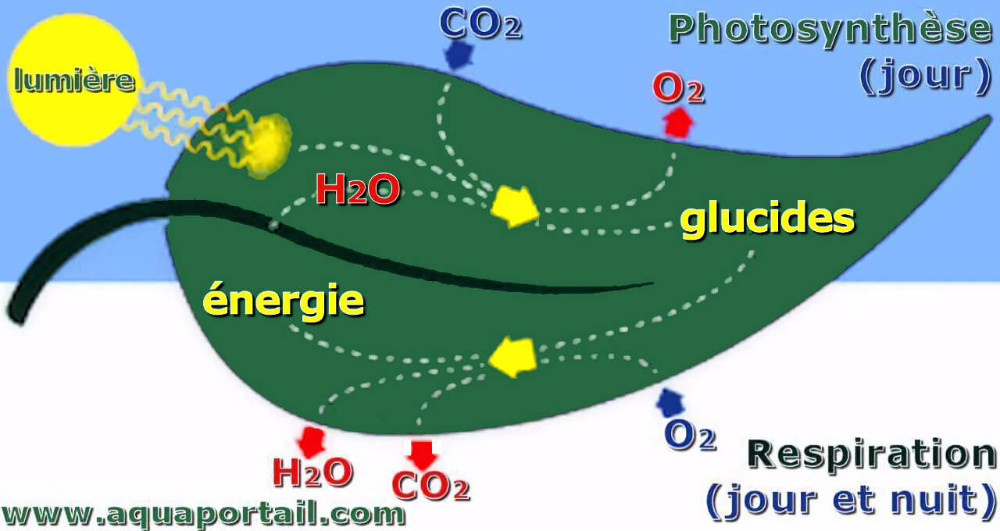 CO2
Photosynthèse
(jour)
lumière
O2
H2O
glucides
énergie
O2
H2O
CO2
Respiration
(jour et nuit)
www.aquaportail.com